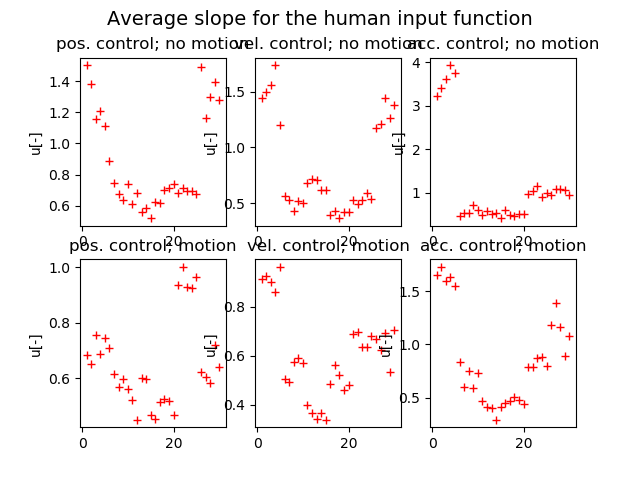 Average slope for the human input function
pos. control; no motion
vel. control; no motion
acc. control; no motion
u[-]
1.4
1.2
1.0
0.8
0.6
0
20
u[-]
1.5
1.0
0.5
0
20
u[-]
4
3
2
1
0
20
pos. control; motion
vel. control; motion
acc. control; motion
u[-]
1.0
0.8
0.6
0
20
u[-]
0.8
0.6
0.4
0
20
u[-]
1.5
1.0
0.5
0
20